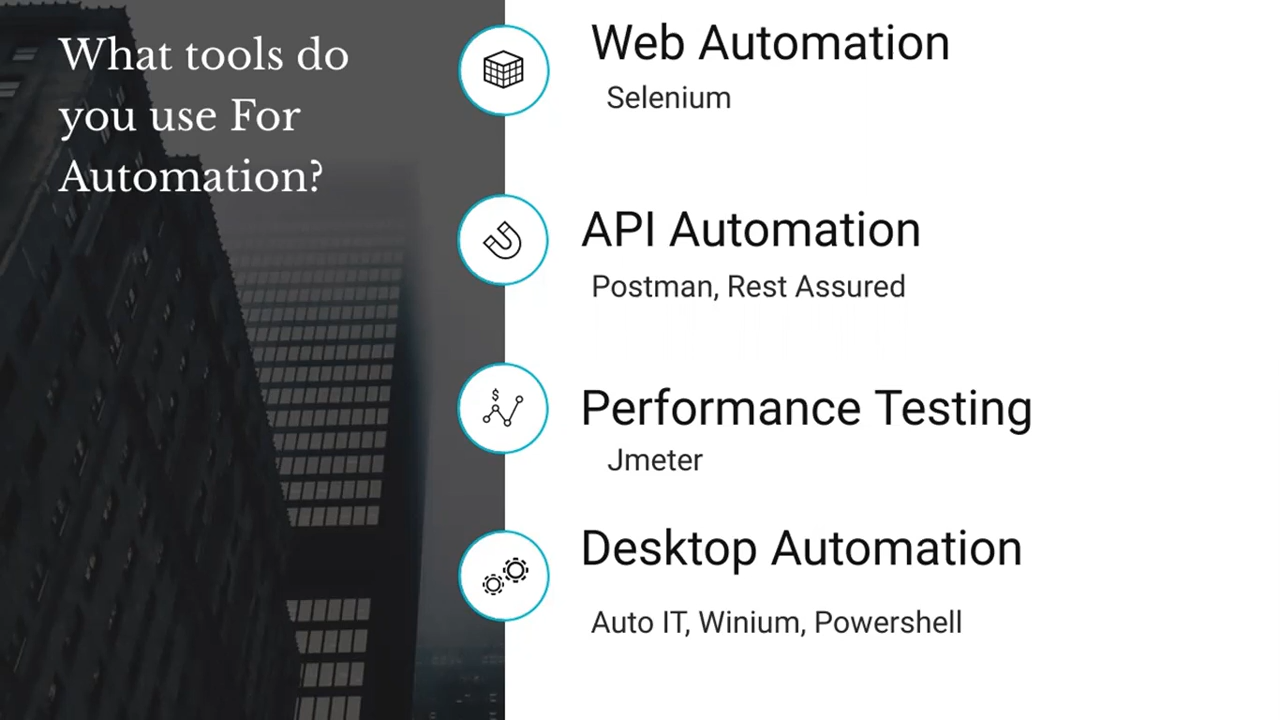 What tools do
you use For
Automation?
Web Automation
Selenium
API Automation
Postman, Rest Assured
$
Performance Testing
Jmeter
Desktop Automation
Auto IT, Winium, Powershell